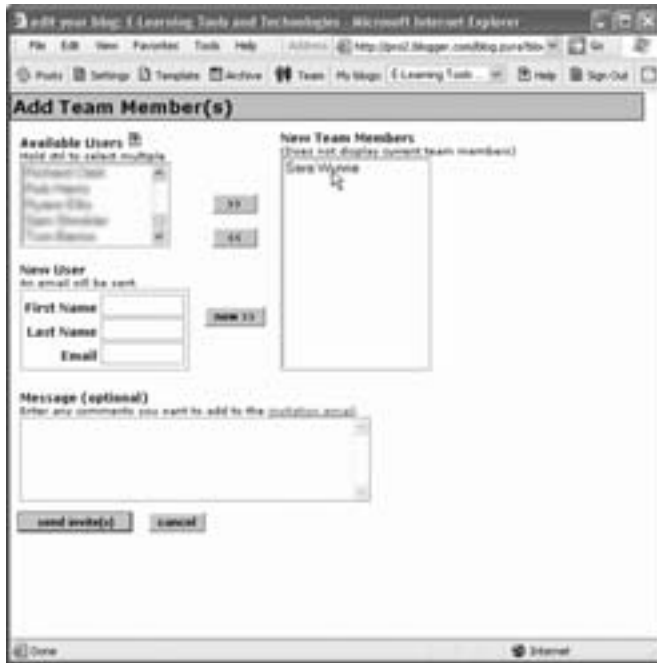 edit your blog: E-Learning Tools and Technologies - Microsoft Internet Explorer
File Edit View Favorites Tools Help Address Go
Posts Settings Template Archive Team My blogs: E-Learning Tools... Help Sign Out
Add Team Member(s)
Available Users
Hold ctrl to select multiple
>>
<<
New User
An email will be sent
First Name
Last Name
Email
new >>
New Team Members
(Does not display current team members)
Sara Wynne
Message (optional)
Enter any comments you want to add to the invitation email
send invite(s) cancel
Done Internet